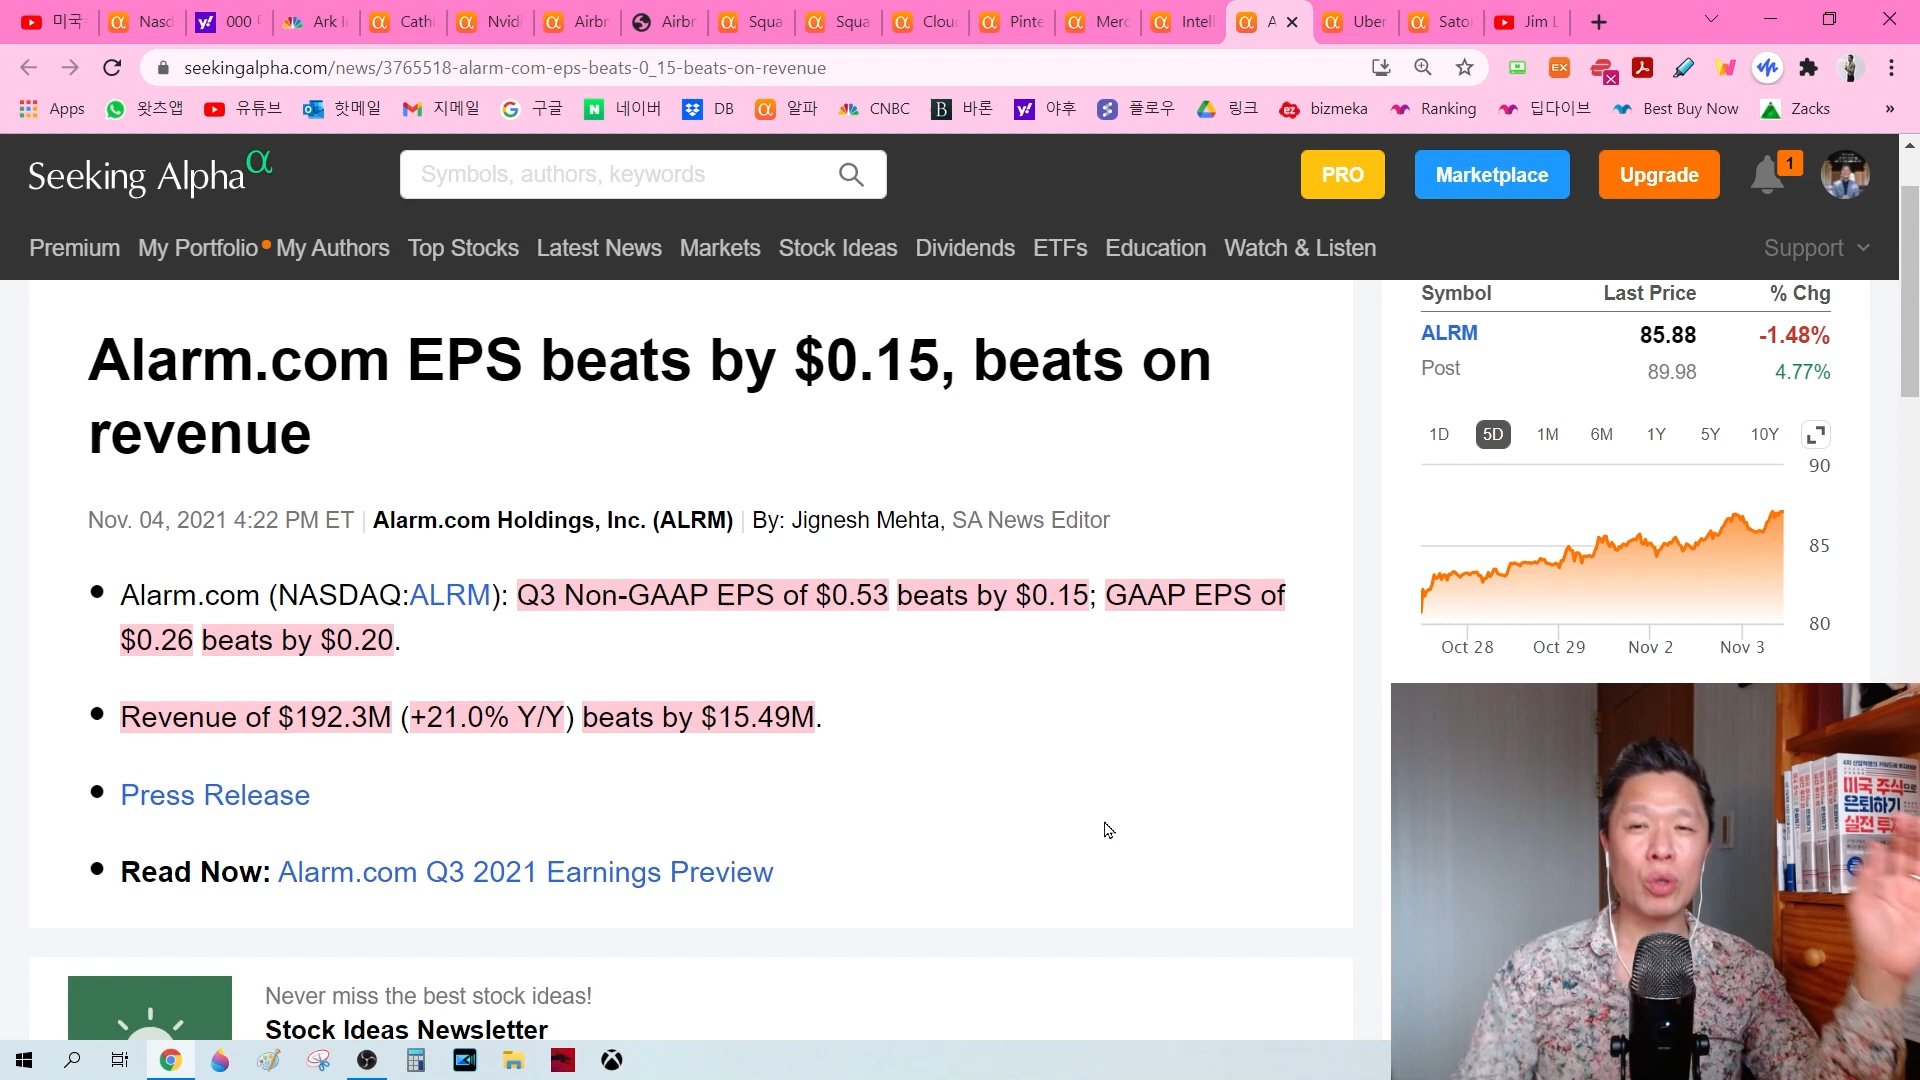 미국
Nasd
000
Ark I
Cathi
Nvidi
Airbr
Airbr
Squa
Squa
Clou
Pinte
Merc
Intell
A
Uber
Sato
Jim L
seekingalpha.com/news/3765518-alarm-com-eps-beats-0_15-beats-on-revenue
Apps 왓츠앱 유튜브 핫메일 지메일 구글 네이버 DB 알파 CNBC 바론 야후 플로우 링크 bizmeka Ranking 딥다이브 Best Buy Now Zacks »
Seeking Alpha α
Symbols, authors, keywords
PRO
Marketplace
Upgrade
1
Premium My Portfolio My Authors Top Stocks Latest News Markets Stock Ideas Dividends ETFs Education Watch & Listen Support
Alarm.com EPS beats by $0.15, beats on
revenue
Nov. 04, 2021 4:22 PM ET | Alarm.com Holdings, Inc. (ALRM) | By: Jignesh Mehta, SA News Editor
• Alarm.com (NASDAQ:ALRM): Q3 Non-GAAP EPS of $0.53 beats by $0.15; GAAP EPS of
$0.26 beats by $0.20.
• Revenue of $192.3M (+21.0% Y/Y) beats by $15.49M.
• Press Release
• Read Now: Alarm.com Q3 2021 Earnings Preview
Never miss the best stock ideas!
Stock Ideas Newsletter
Symbol Last Price % Chg
ALRM 85.88 -1.48%
Post 89.98 4.77%
1D 5D 1M 6M 1Y 5Y 10Y
90
85
80
Oct 28 Oct 29 Nov 2 Nov 3
미국 주식으로
은퇴하기
실전 투